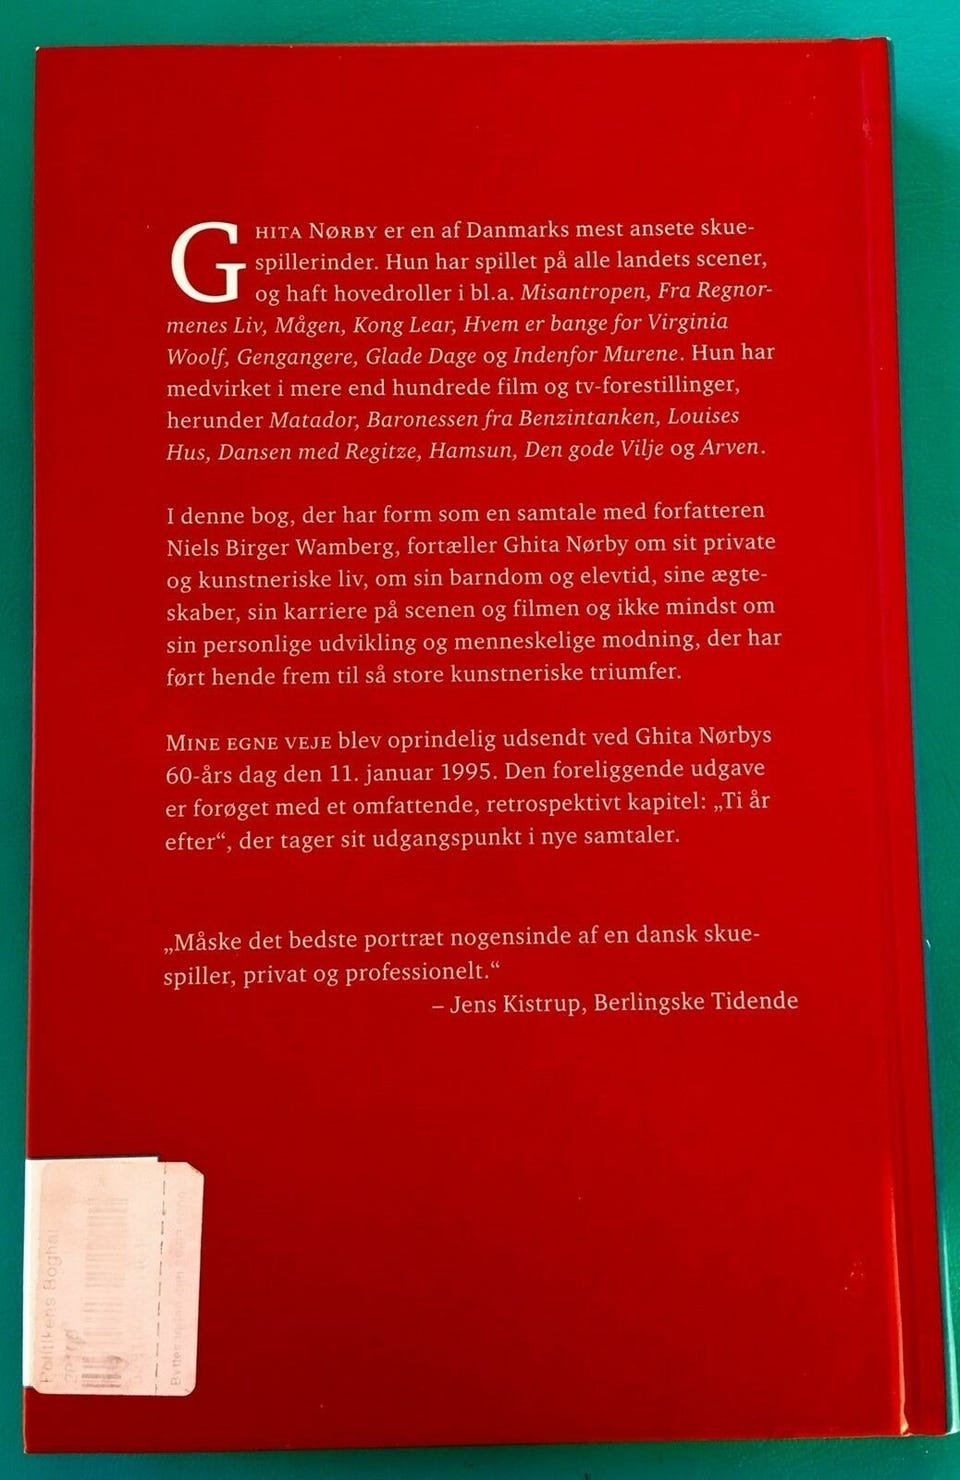 GHITA NØRBY er en af Danmarks mest ansete skue-
spillerinder. Hun har spillet på alle landets scener,
og haft hovedroller i bl.a. Misantropen, Fra Regnor-
menes Liv, Mågen, Kong Lear, Hvem er bange for Virginia
Woolf, Gengangere, Glade Dage og Indenfor Murene. Hun har
medvirket i mere end hundrede film og tv-forestillinger,
herunder Matador, Baronessen fra Benzintanken, Louises
Hus, Dansen med Regitze, Hamsun, Den gode Vilje og Arven.
I denne bog, der har form som en samtale med forfatteren
Niels Birger Wamberg, fortæller Ghita Nørby om sit private
og kunstneriske liv, om sin barndom og elevtid, sine ægte-
skaber, sin karriere på scenen og filmen og ikke mindst om
sin personlige udvikling og menneskelige modning, der har
ført hende frem til så store kunstneriske triumfer.
MINE EGNE VEJE blev oprindelig udsendt ved Ghita Nørbys
60-års dag den 11. januar 1995. Den foreliggende udgave
er forøget med et omfattende, retrospektivt kapitel: „Ti år
efter“, der tager sit udgangspunkt i nye samtaler.
„Måske det bedste portræt nogensinde af en dansk skue-
spiller, privat og professionelt.“
– Jens Kistrup, Berlingske Tidende
Politikens Boghal